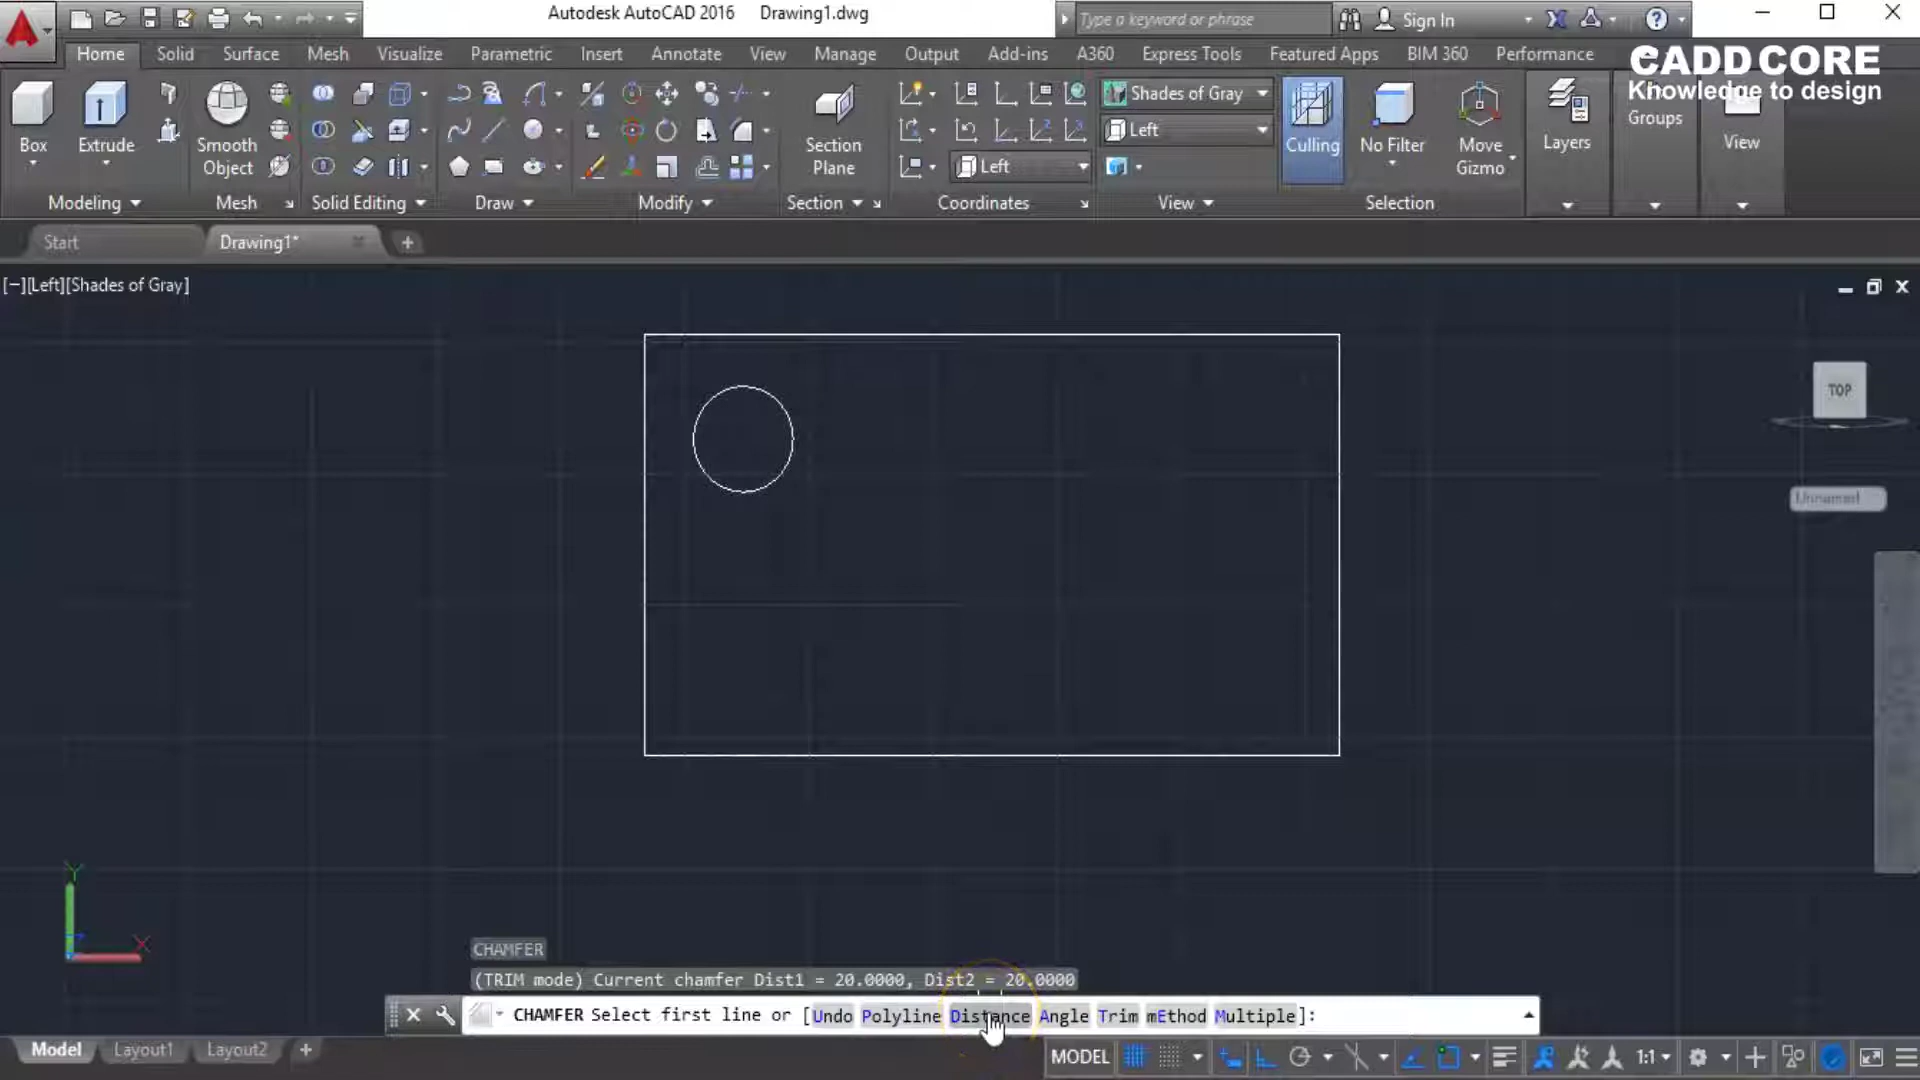 Autodesk AutoCAD 2016 Drawing1.dwg
Type a keyword or phrase
Sign In
Home Solid Surface Mesh Visualize Parametric Insert Annotate View Manage Output Add-ins A360 Express Tools Featured Apps BIM 360 Performance
CADD CORE
Knowledge to design
Box
Extrude
Smooth
Object
Section
Plane
Left
Shades of Gray
Left
Culling
No Filter
Move
Gizmo
Layers
Groups
View
Modeling
Mesh
Solid Editing
Draw
Modify
Section
Coordinates
View
Selection
Start
Drawing1*
[−][Left][Shades of Gray]
TOP
Unnamed
Y
X
CHAMFER
(TRIM mode) Current chamfer Dist1 = 20.0000, Dist2 = 20.0000
CHAMFER Select first line or [Undo Polyline Distance Angle Trim mEthod Multiple]:
Model Layout1 Layout2
MODEL
1:1